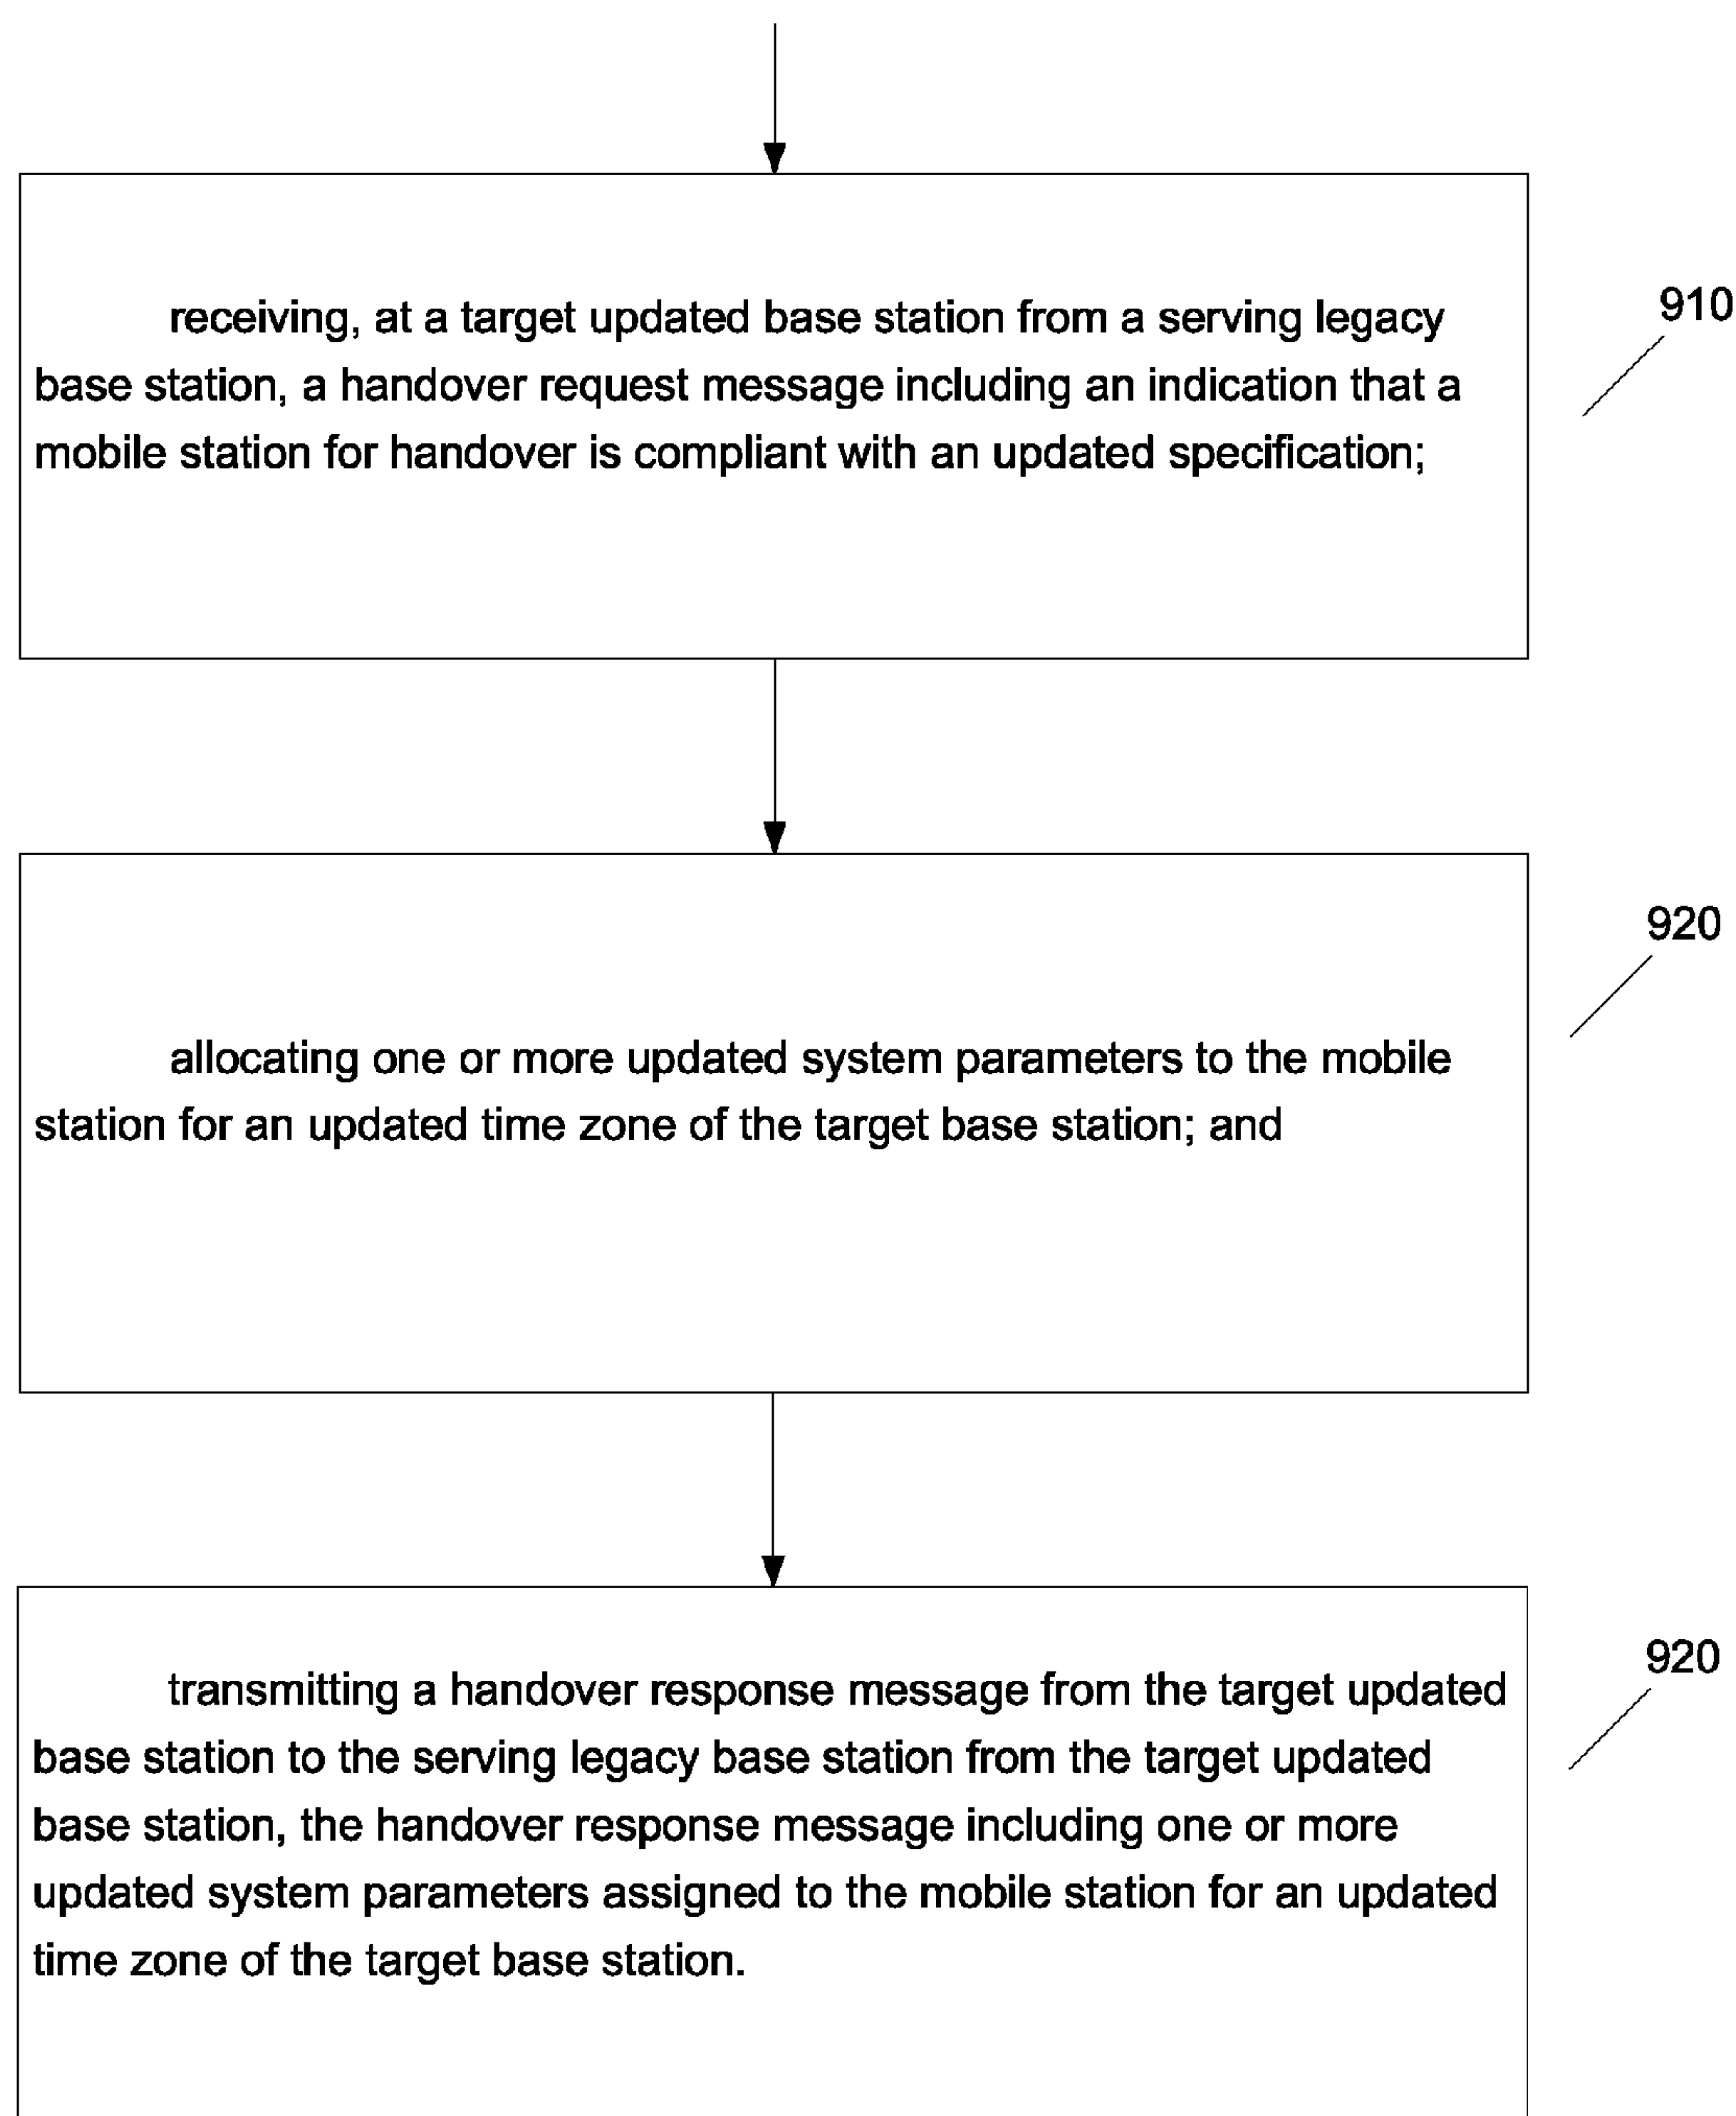 receiving, at a target updated base station from a serving legacy
base station, a handover request message including an indication that a
mobile station for handover is compliant with an updated specification;
910
allocating one or more updated system parameters to the mobile
station for an updated time zone of the target base station; and
920
transmitting a handover response message from the target updated
base station to the serving legacy base station from the target updated
base station, the handover response message including one or more
updated system parameters assigned to the mobile station for an updated
time zone of the target base station.
920